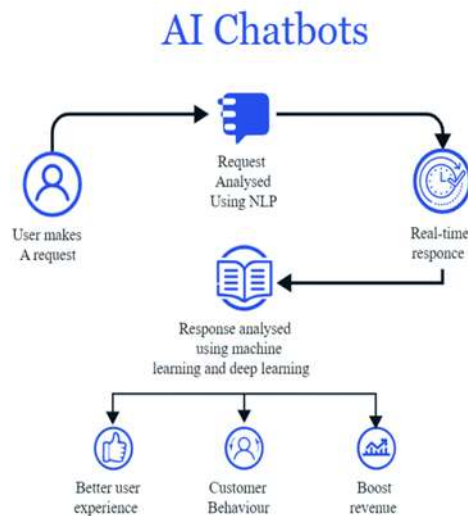 AI Chatbots
Request
Analysed
Using NLP
User makes
A request
Real-time
responce
Response analysed
using machine
learning and deep learning
Better user
experience
Customer
Behaviour
Boost
revenue